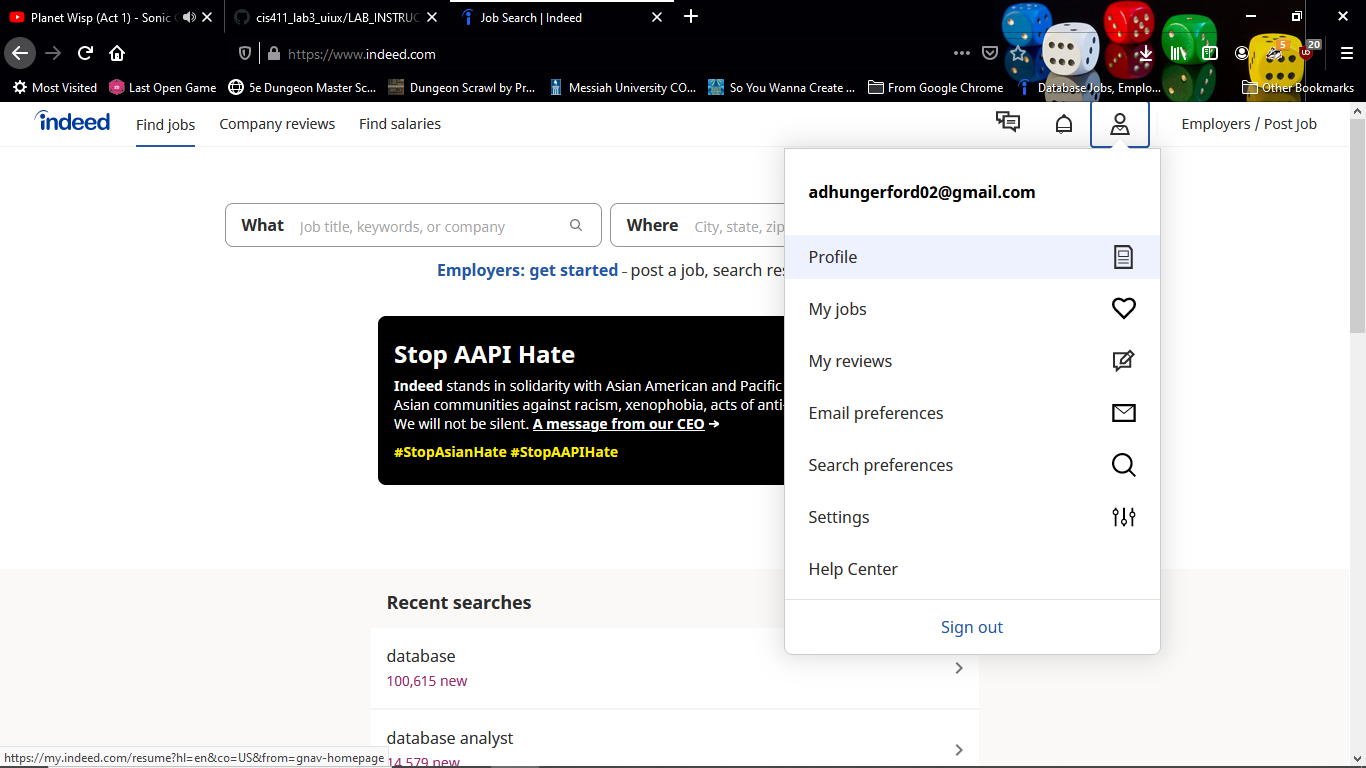 Planet Wisp (Act 1) - Sonic
cis411_lab3_uiux/LAB_INSTRUC
Job Search | Indeed
https://www.indeed.com
5
20
Most Visited
Last Open Game
5e Dungeon Master Sc...
Dungeon Scrawl by Pr...
Messiah University CO...
So You Wanna Create ...
From Google Chrome
Database Jobs, Emplo...
Other Bookmarks
indeed
Find jobs
Company reviews
Find salaries
Employers / Post Job
adhungerford02@gmail.com
Profile
My jobs
My reviews
Email preferences
Search preferences
Settings
Help Center
Sign out
What Job title, keywords, or company
Where City, state, zip
Employers: get started – post a job, search res
Stop AAPI Hate
Indeed stands in solidarity with Asian American and Pacific
Asian communities against racism, xenophobia, acts of anti-
We will not be silent. A message from our CEO →
#StopAsianHate #StopAAPIHate
Recent searches
database
100,615 new
database analyst
14,579 new
https://my.indeed.com/resume?hl=en&co=US&from=gnav-homepage